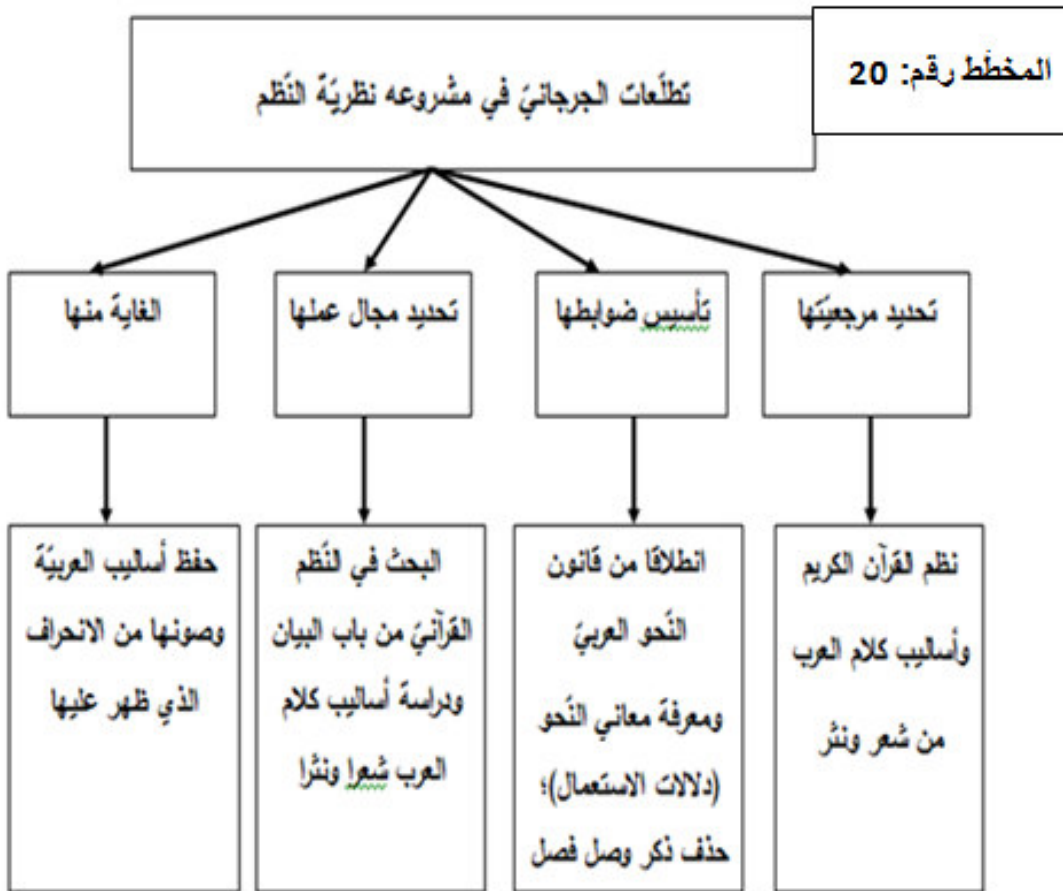 المخطّط رقم: 20
تطلّعات الجرجانيّ في مشروعه نظريّة النّظم
تحديد مرجعيّتها
تأسيس ضوابطها
تحديد مجال عملها
الغاية منها
نظم القرآن الكريم
وأساليب كلام العرب
من شعر ونثر
انطلاقا من قانون
النّحو العربيّ
ومعرفة معاني النّحو
(دلالات الاستعمال)؛
حذف ذكر وصل فصل
البحث في النّظم
القرآنيّ من باب البيان
ودراسة أساليب كلام
العرب شعرا ونثرا
حفظ أساليب العربيّة
وصونها من الانحراف
الذي ظهر عليها